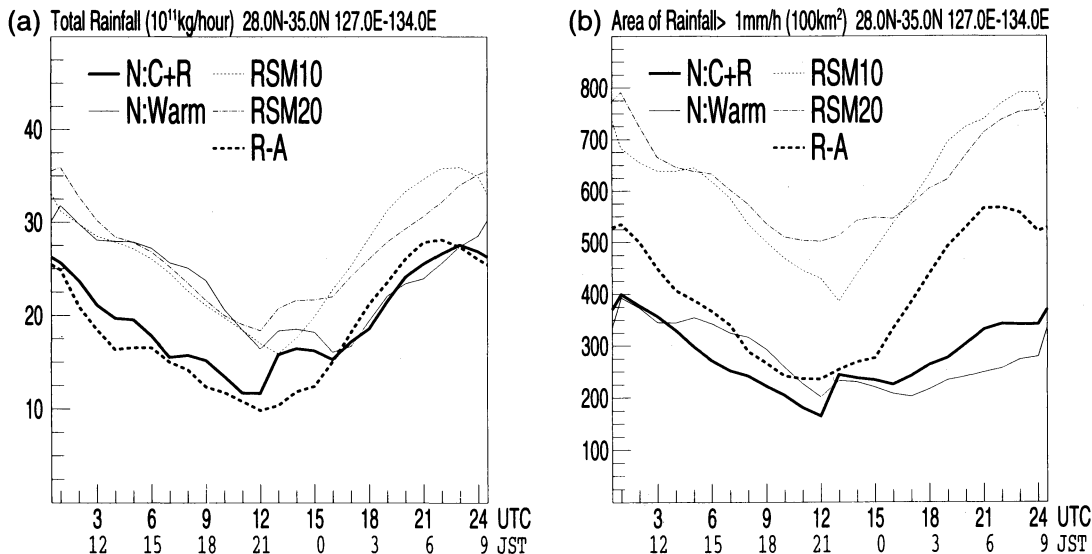 (a) Total Rainfall (10¹¹kg/hour) 28.0N-35.0N 127.0E-134.0E
N:C+R RSM10
N:Warm RSM20
R-A
40
30
20
10
3 6 9 12 15 18 21 24 UTC
12 15 18 21 0 3 6 9 JST
(b) Area of Rainfall> 1mm/h (100km²) 28.0N-35.0N 127.0E-134.0E
N:C+R RSM10
N:Warm RSM20
R-A
800
700
600
500
400
300
200
100
3 6 9 12 15 18 21 24 UTC
12 15 18 21 0 3 6 9 JST